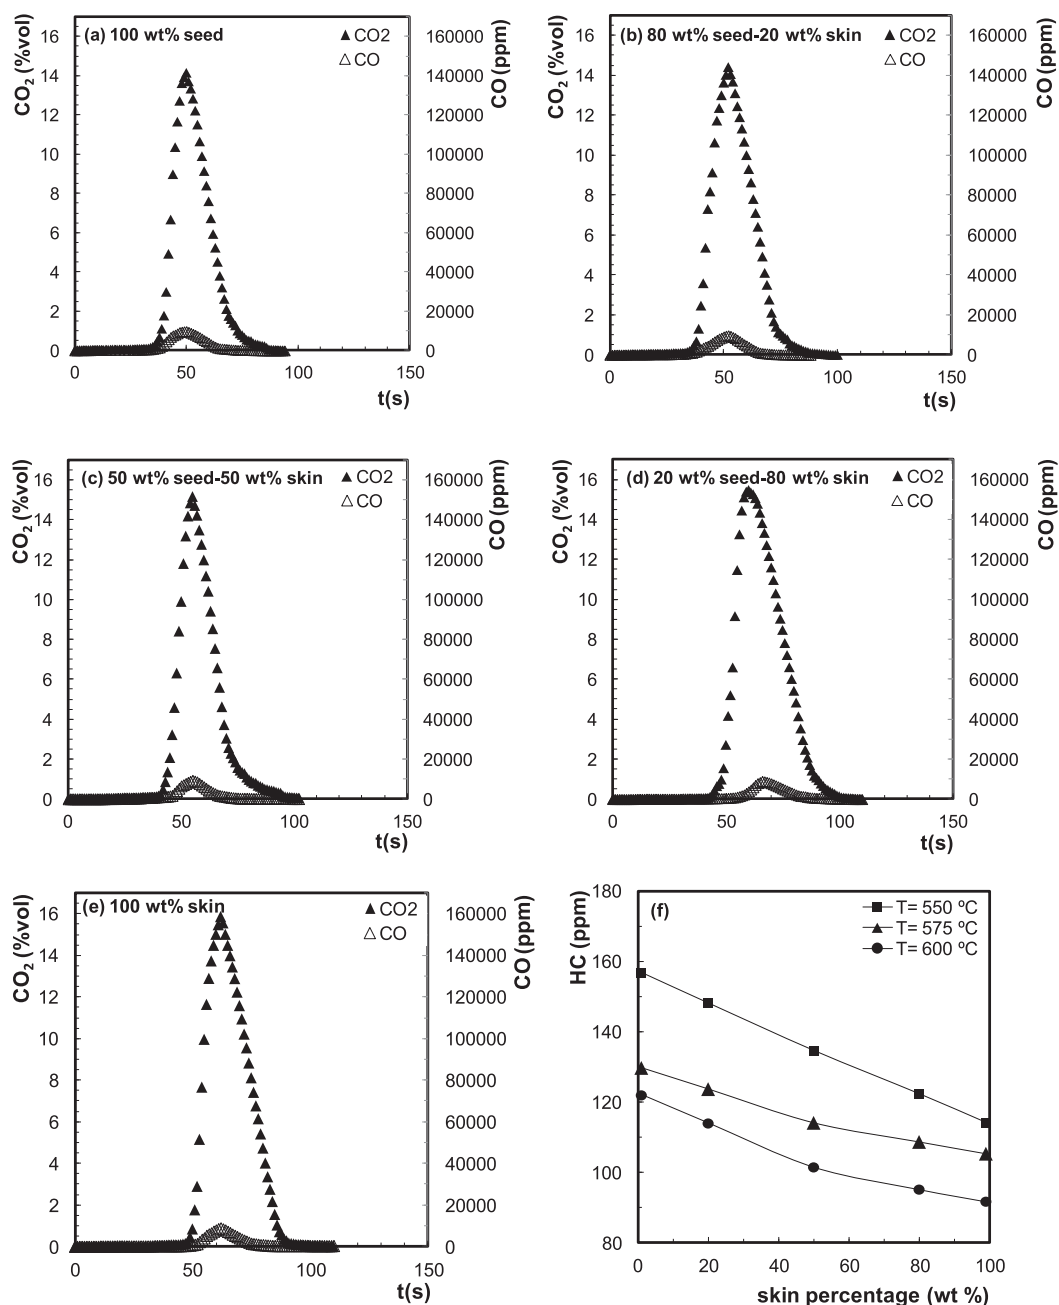 (a) 100 wt% seed
▲ CO2
△ CO
CO₂ (%vol)
CO (ppm)
16
14
12
10
8
6
4
2
0
160000
140000
120000
100000
80000
60000
40000
20000
0
0 50 100 150
t(s)
(b) 80 wt% seed-20 wt% skin
▲ CO2
△ CO
CO₂ (%vol)
CO (ppm)
16
14
12
10
8
6
4
2
0
160000
140000
120000
100000
80000
60000
40000
20000
0
0 50 100 150
t(s)
(c) 50 wt% seed-50 wt% skin
▲ CO2
△ CO
CO₂ (%vol)
CO (ppm)
16
14
12
10
8
6
4
2
0
160000
140000
120000
100000
80000
60000
40000
20000
0
0 50 100 150
t(s)
(d) 20 wt% seed-80 wt% skin
▲ CO2
△ CO
CO₂ (%vol)
CO (ppm)
16
14
12
10
8
6
4
2
0
160000
140000
120000
100000
80000
60000
40000
20000
0
0 50 100 150
t(s)
(e) 100 wt% skin
▲ CO2
△ CO
CO₂ (%vol)
CO (ppm)
16
14
12
10
8
6
4
2
0
160000
140000
120000
100000
80000
60000
40000
20000
0
0 50 100 150
t(s)
(f)
T= 550 ºC
T= 575 ºC
T= 600 ºC
HC (ppm)
180
160
140
120
100
80
0 20 40 60 80 100
skin percentage (wt %)